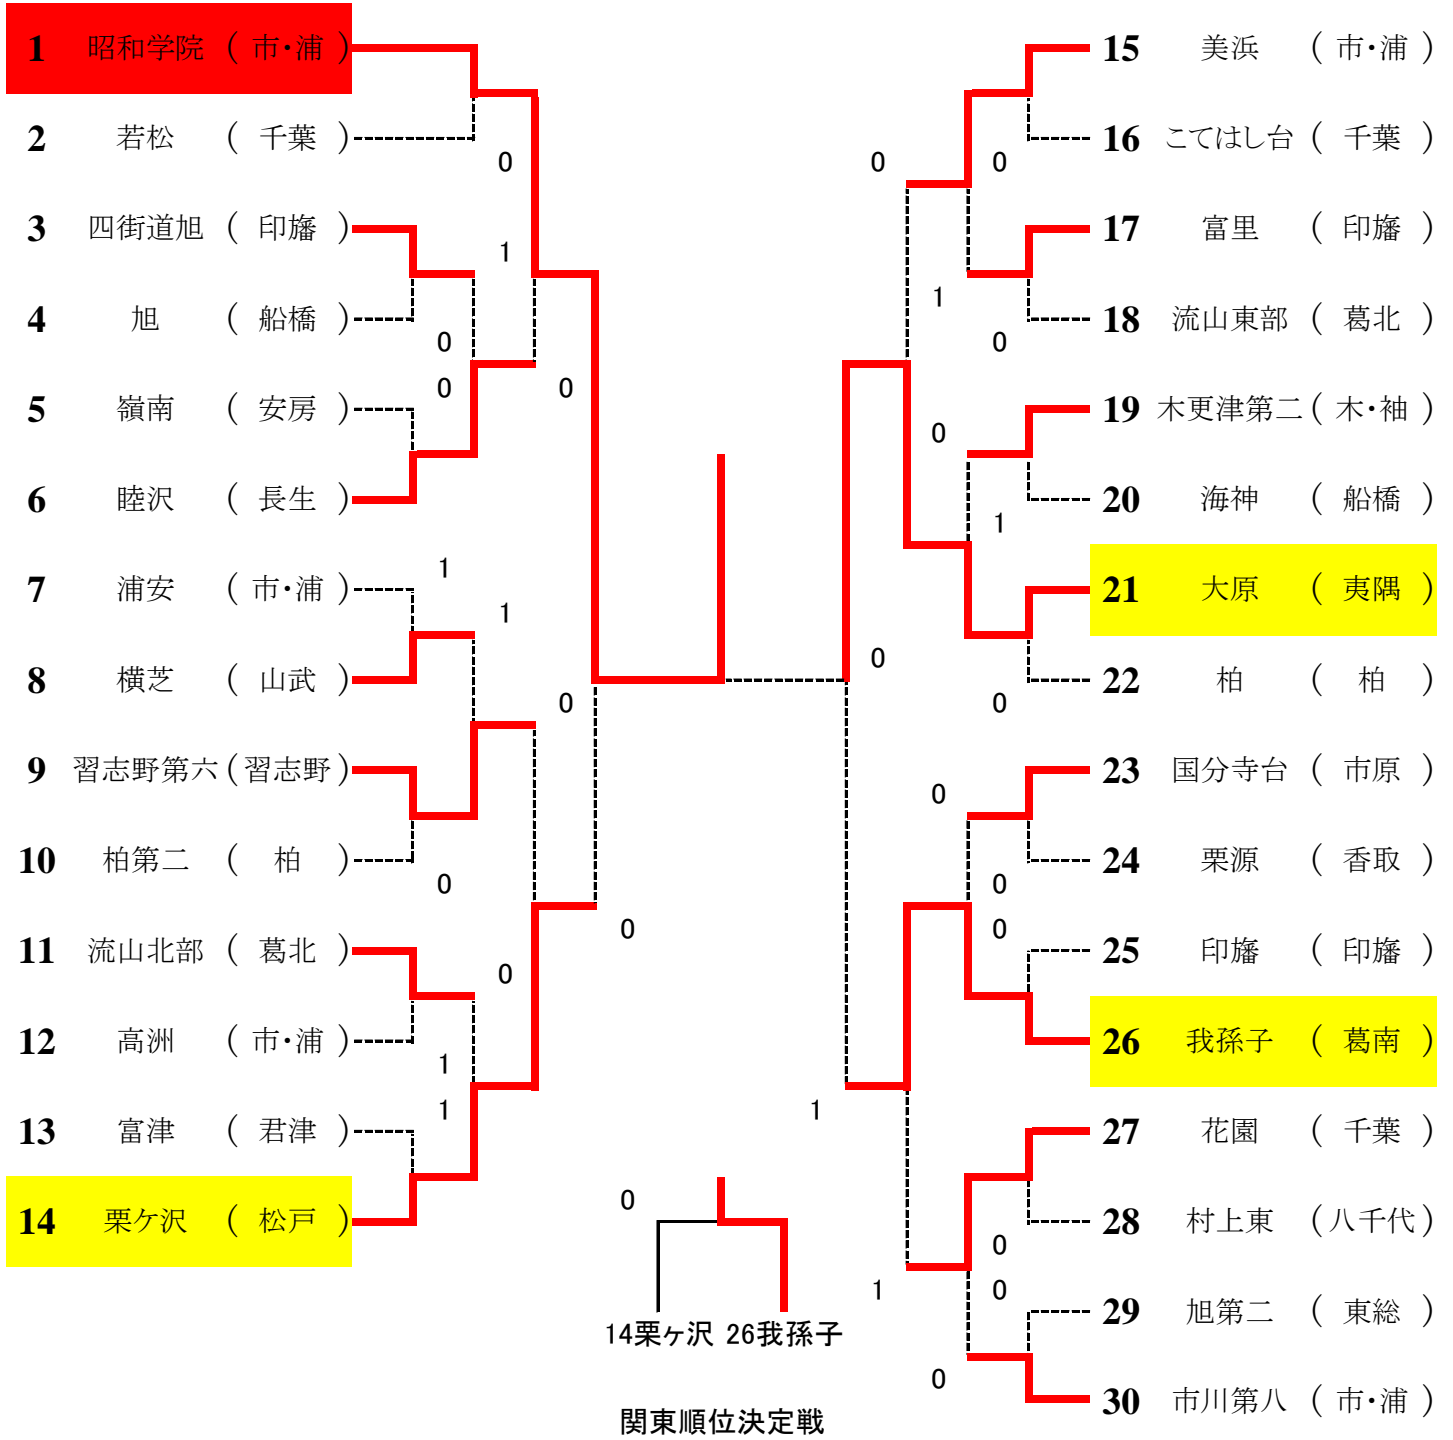 1 昭和学院 ( 市・浦 )
2 若松 ( 千葉 )
3 四街道旭 ( 印旛 )
4 旭 ( 船橋 )
5 嶺南 ( 安房 )
6 睦沢 ( 長生 )
7 浦安 ( 市・浦 )
8 横芝 ( 山武 )
9 習志野第六 ( 習志野 )
10 柏第二 ( 柏 )
11 流山北部 ( 葛北 )
12 高洲 ( 市・浦 )
13 富津 ( 君津 )
14 栗ケ沢 ( 松戸 )
0
1
0
0
0
1
1
0
0
0
1
1
0
0
14栗ヶ沢 26我孫子
関東順位決定戦
0
0
1
0
0
1
0
0
0
0
0
1
1
0
0
0
15 美浜 ( 市・浦 )
16 こてはし台 ( 千葉 )
17 富里 ( 印旛 )
18 流山東部 ( 葛北 )
19 木更津第二 ( 木・袖 )
20 海神 ( 船橋 )
21 大原 ( 夷隅 )
22 柏 ( 柏 )
23 国分寺台 ( 市原 )
24 栗源 ( 香取 )
25 印旛 ( 印旛 )
26 我孫子 ( 葛南 )
27 花園 ( 千葉 )
28 村上東 ( 八千代 )
29 旭第二 ( 東総 )
30 市川第八 ( 市・浦 )